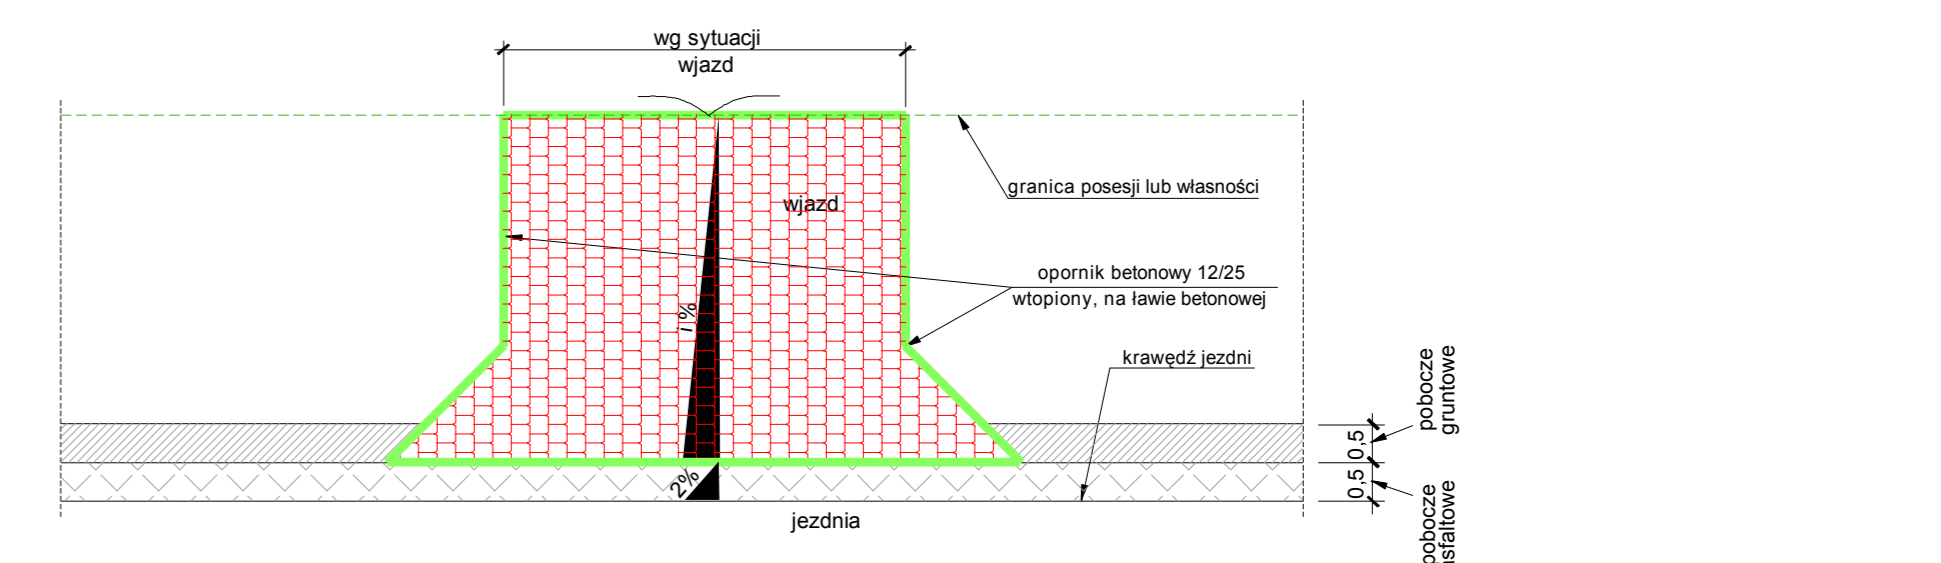 wg sytuacji
wjazd
granica posesji lub własności
wjazd
opornik betonowy 12/25
wtopiony, na ławie betonowej
i %
krawędź jezdni
pobocze
gruntowe
0,5
0,5
2%
pobocze
asfaltowe
jezdnia